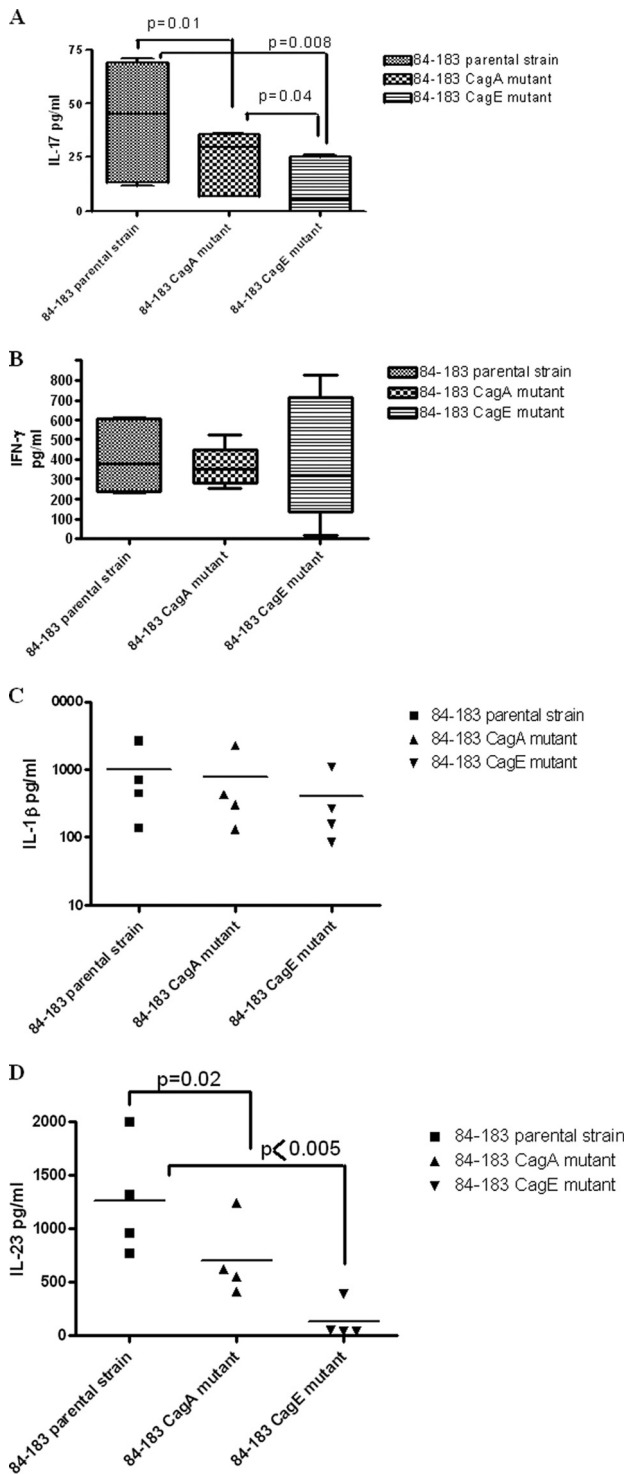 A
p=0.01
p=0.008
p=0.04
75
50
25
0
IL-17 pg/ml
84-183 parental strain
84-183 CagA mutant
84-183 CagE mutant
84-183 parental strain
84-183 CagA mutant
84-183 CagE mutant
B
800
700
600
500
400
300
200
100
0
IFN-γ
pg/ml
84-183 parental strain
84-183 CagA mutant
84-183 CagE mutant
84-183 parental strain
84-183 CagA mutant
84-183 CagE mutant
C
0000
1000
100
10
IL-1β pg/ml
84-183 parental strain
84-183 CagA mutant
84-183 CagE mutant
84-183 parental strain
84-183 CagA mutant
84-183 CagE mutant
D
p=0.02
p<0.005
2000
1500
1000
500
0
IL-23 pg/ml
84-183 parental strain
84-183 CagA mutant
84-183 CagE mutant
84-183 parental strain
84-183 CagA mutant
84-183 CagE mutant